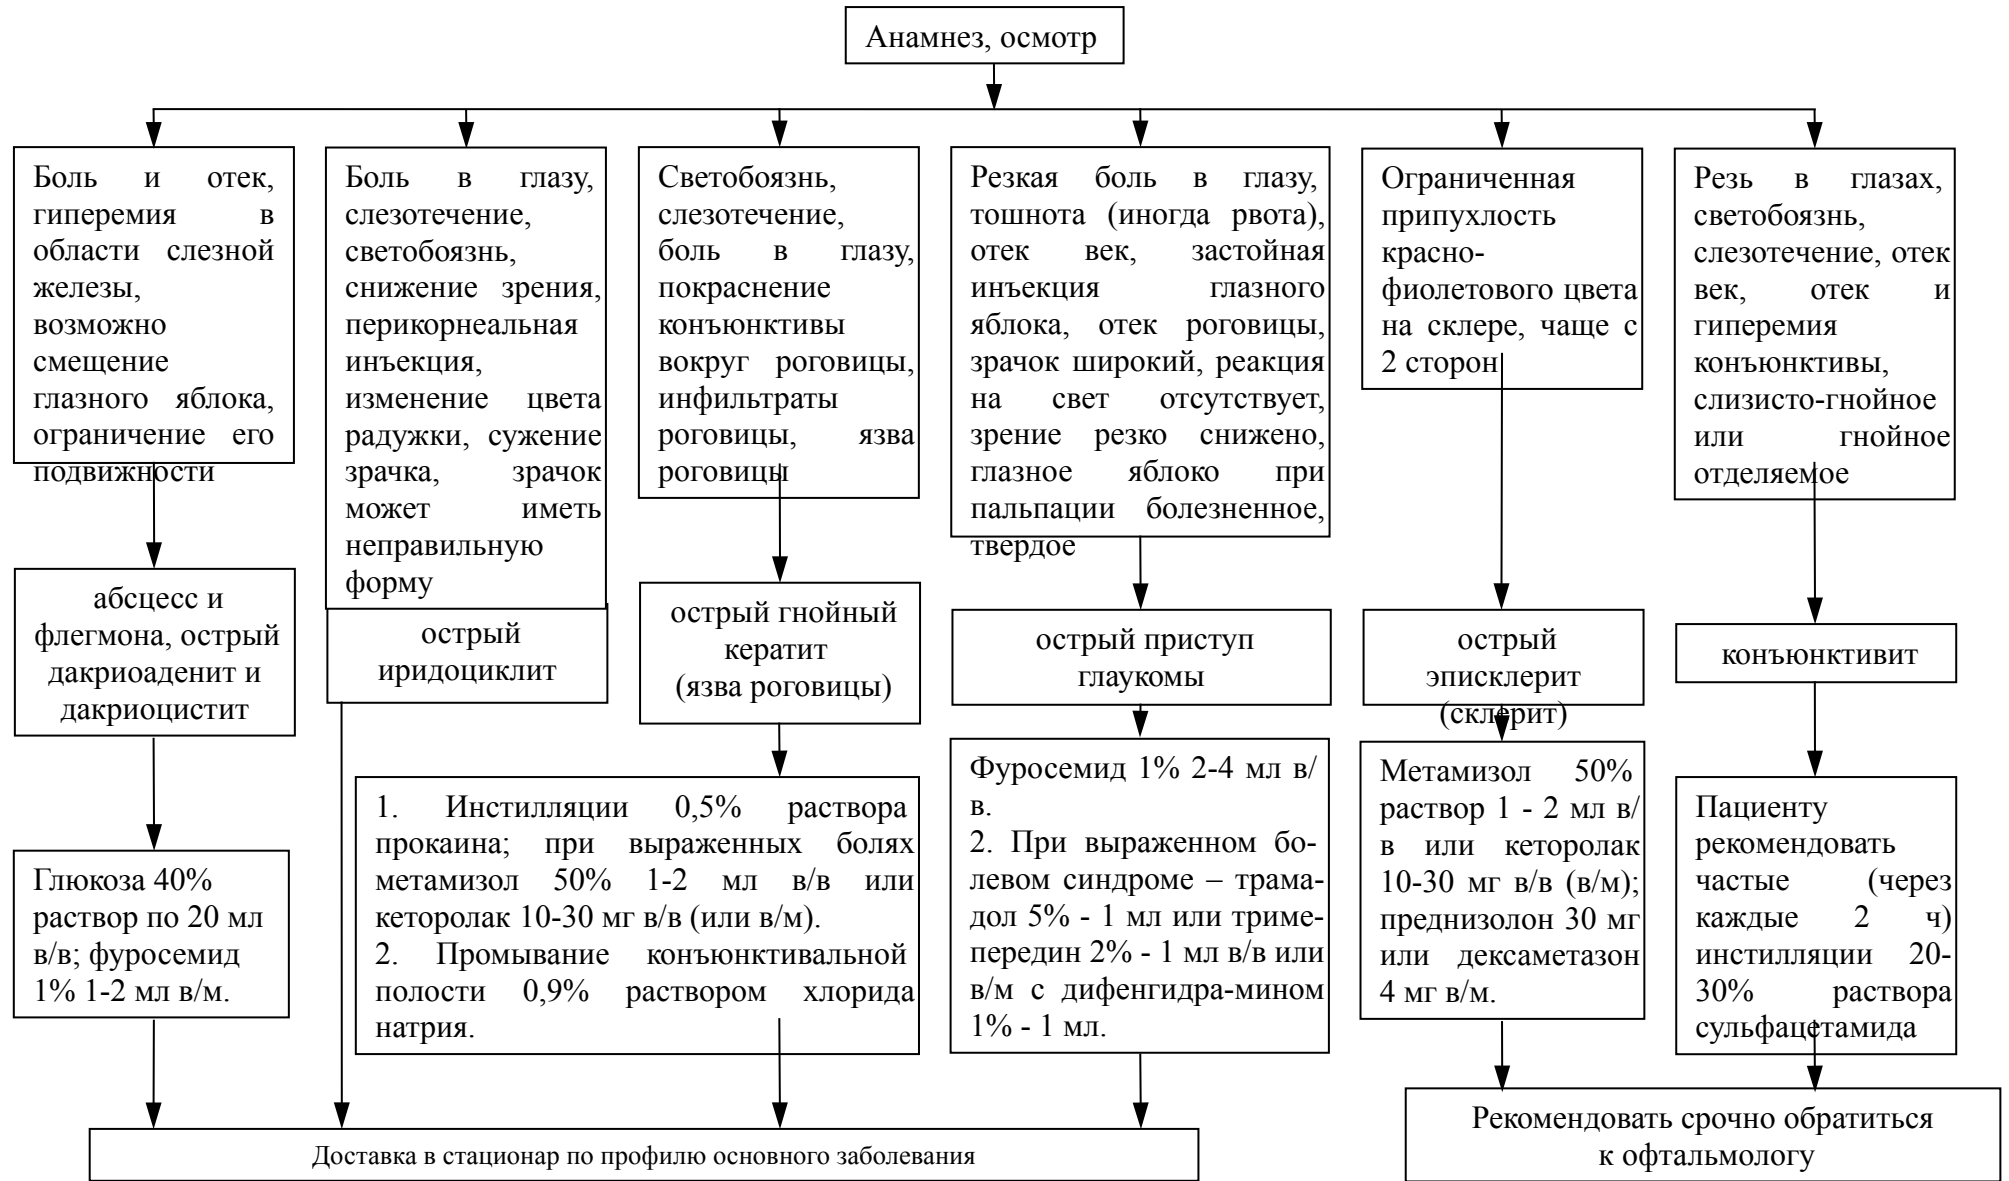 Анамнез, осмотр
Боль и отек,
гиперемия в
области слезной
железы,
возможно
смещение
глазного яблока,
ограничение его
подвижности
Боль в глазу,
слезотечение,
светобоязнь,
снижение зрения,
перикорнеальная
инъекция,
изменение цвета
радужки, сужение
зрачка, зрачок
может иметь
неправильную
форму
Светобоязнь,
слезотечение,
боль в глазу,
покраснение
конъюнктивы
вокруг роговицы,
инфильтраты
роговицы, язва
роговицы
Резкая боль в глазу,
тошнота (иногда рвота),
отек век, застойная
инъекция глазного
яблока, отек роговицы,
зрачок широкий, реакция
на свет отсутствует,
зрение резко снижено,
глазное яблоко при
пальпации болезненное,
твердое
Ограниченная
припухлость
красно-
фиолетового цвета
на склере, чаще с
2 сторон
Резь в глазах,
светобоязнь,
слезотечение, отек
век, отек и
гиперемия
конъюнктивы,
слизисто-гнойное
или гнойное
отделяемое
абсцесс и
флегмона, острый
дакриоаденит и
дакриоцистит
острый
иридоциклит
острый гнойный
кератит
(язва роговицы)
острый приступ
глаукомы
острый
эписклерит
(склерит)
конъюнктивит
Глюкоза 40%
раствор по 20 мл
в/в; фуросемид
1% 1-2 мл в/м.
1. Инстилляции 0,5% раствора
прокаина; при выраженных болях
метамизол 50% 1-2 мл в/в или
кеторолак 10-30 мг в/в (или в/м).
2. Промывание конъюнктивальной
полости 0,9% раствором хлорида
натрия.
Фуросемид 1% 2-4 мл в/
в.
2. При выраженном бо-
левом синдроме – трама-
дол 5% - 1 мл или триме-
перидин 2% - 1 мл в/в или
в/м с дифенгидра-мином
1% - 1 мл.
Метамизол 50%
раствор 1 - 2 мл в/
в или кеторолак
10-30 мг в/в (в/м);
преднизолон 30 мг
или дексаметазон
4 мг в/м.
Пациенту
рекомендовать
частые (через
каждые 2 ч)
инстилляции 20-
30% раствора
сульфацетамида
Доставка в стационар по профилю основного заболевания
Рекомендовать срочно обратиться
к офтальмологу